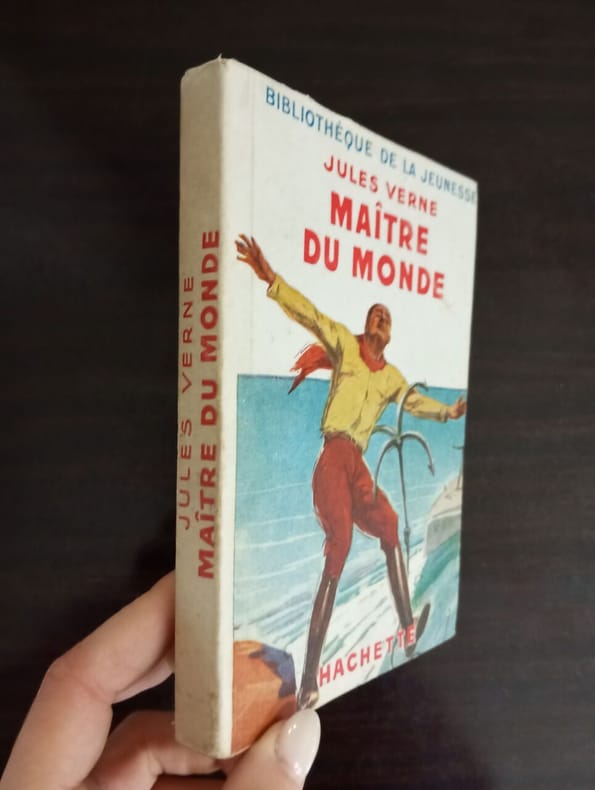 BIBLIOTHÈQUE DE LA JEUNESSE
JULES VERNE
MAÎTRE
DU MONDE
HACHETTE
JULES VERNE
MAÎTRE DU MONDE